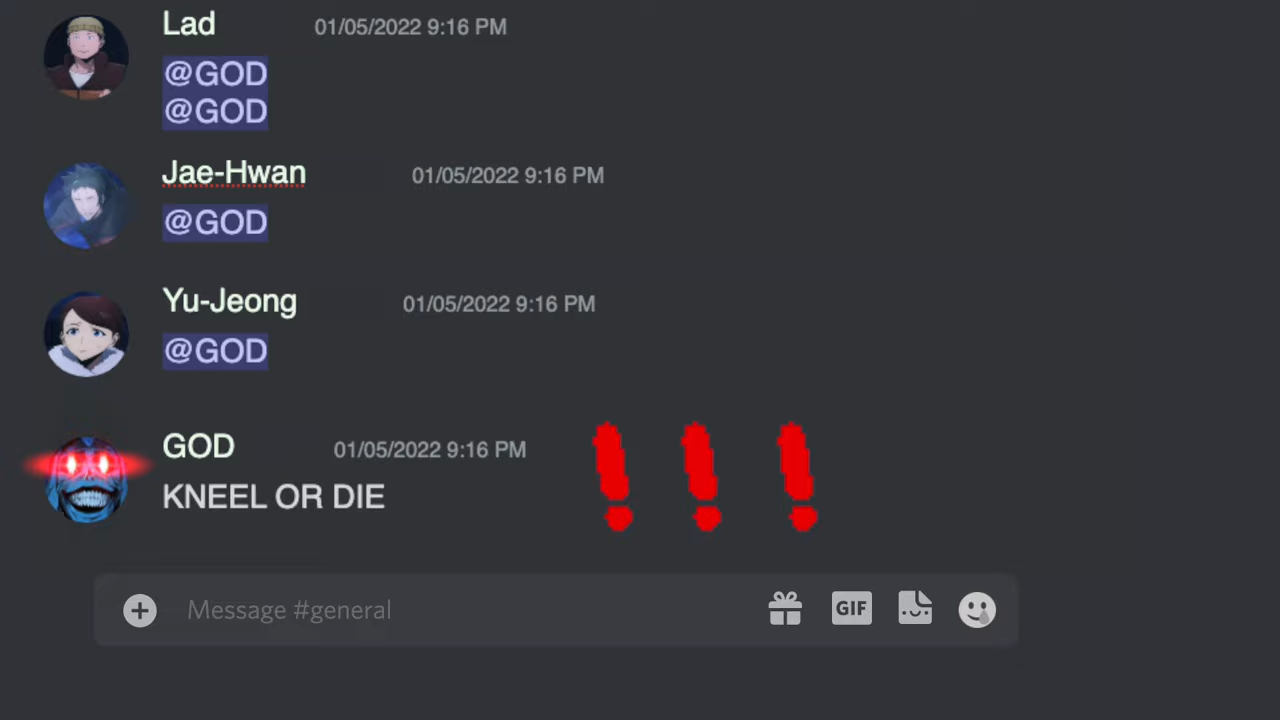 Lad 01/05/2022 9:16 PM
@GOD
@GOD
Jae-Hwan 01/05/2022 9:16 PM
@GOD
Yu-Jeong 01/05/2022 9:16 PM
@GOD
GOD 01/05/2022 9:16 PM ! ! !
KNEEL OR DIE
Message #general GIF